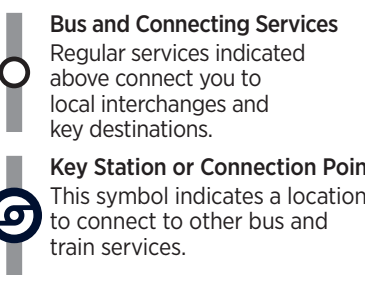 Bus and Connecting Services
Regular services indicated
above connect you to
local interchanges and
key destinations.
Key Station or Connection Poin
This symbol indicates a location
to connect to other bus and
train services.